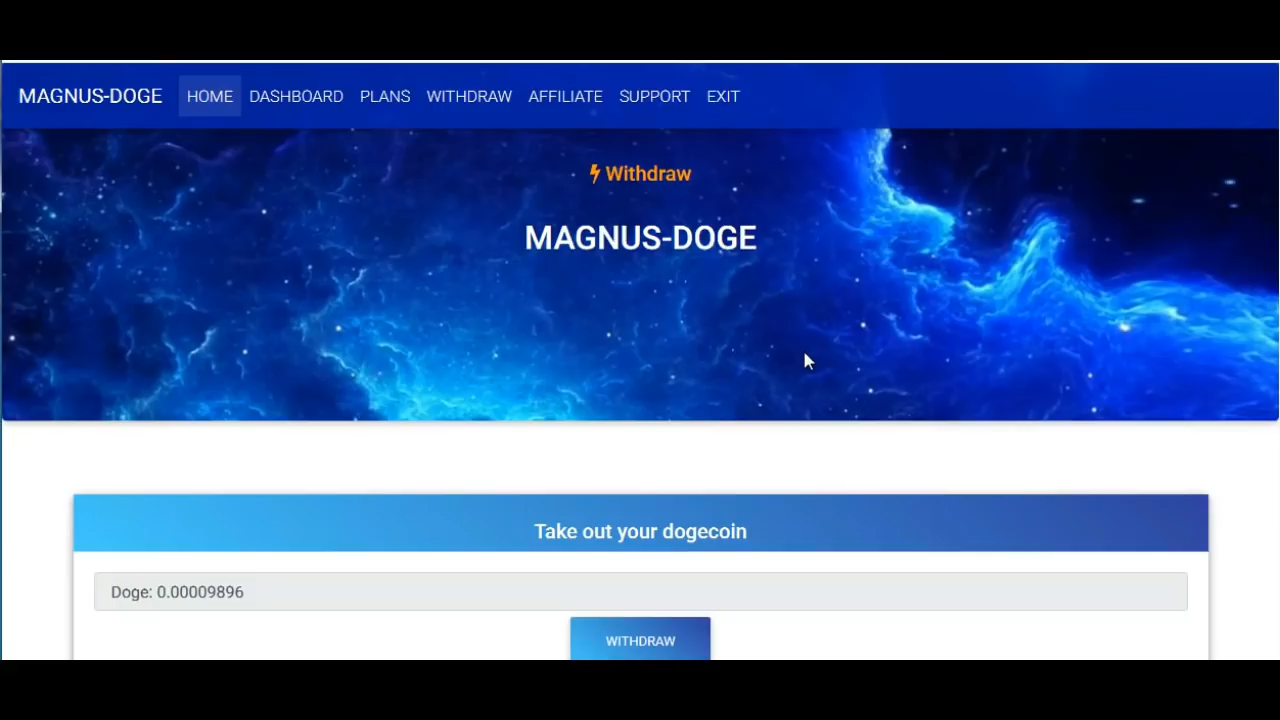 MAGNUS-DOGE HOME DASHBOARD PLANS WITHDRAW AFFILIATE SUPPORT EXIT
Withdraw
MAGNUS-DOGE
Take out your dogecoin
Doge: 0.00009896
WITHDRAW